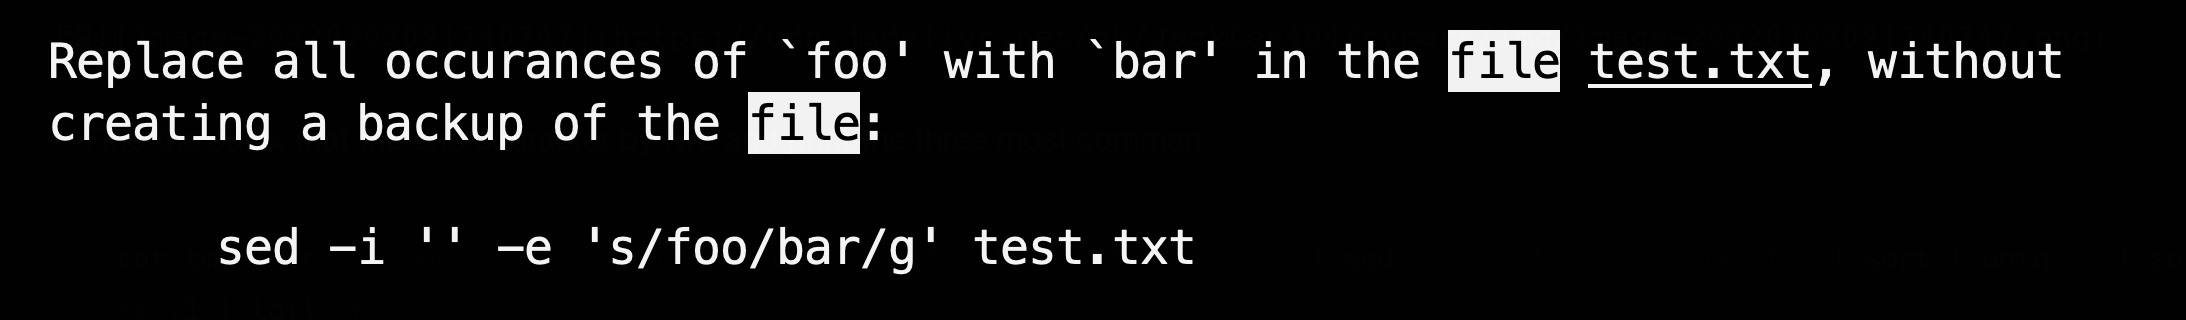 Replace all occurances of `foo' with `bar' in the file test.txt, without
creating a backup of the file:
sed −i '' −e 's/foo/bar/g' test.txt